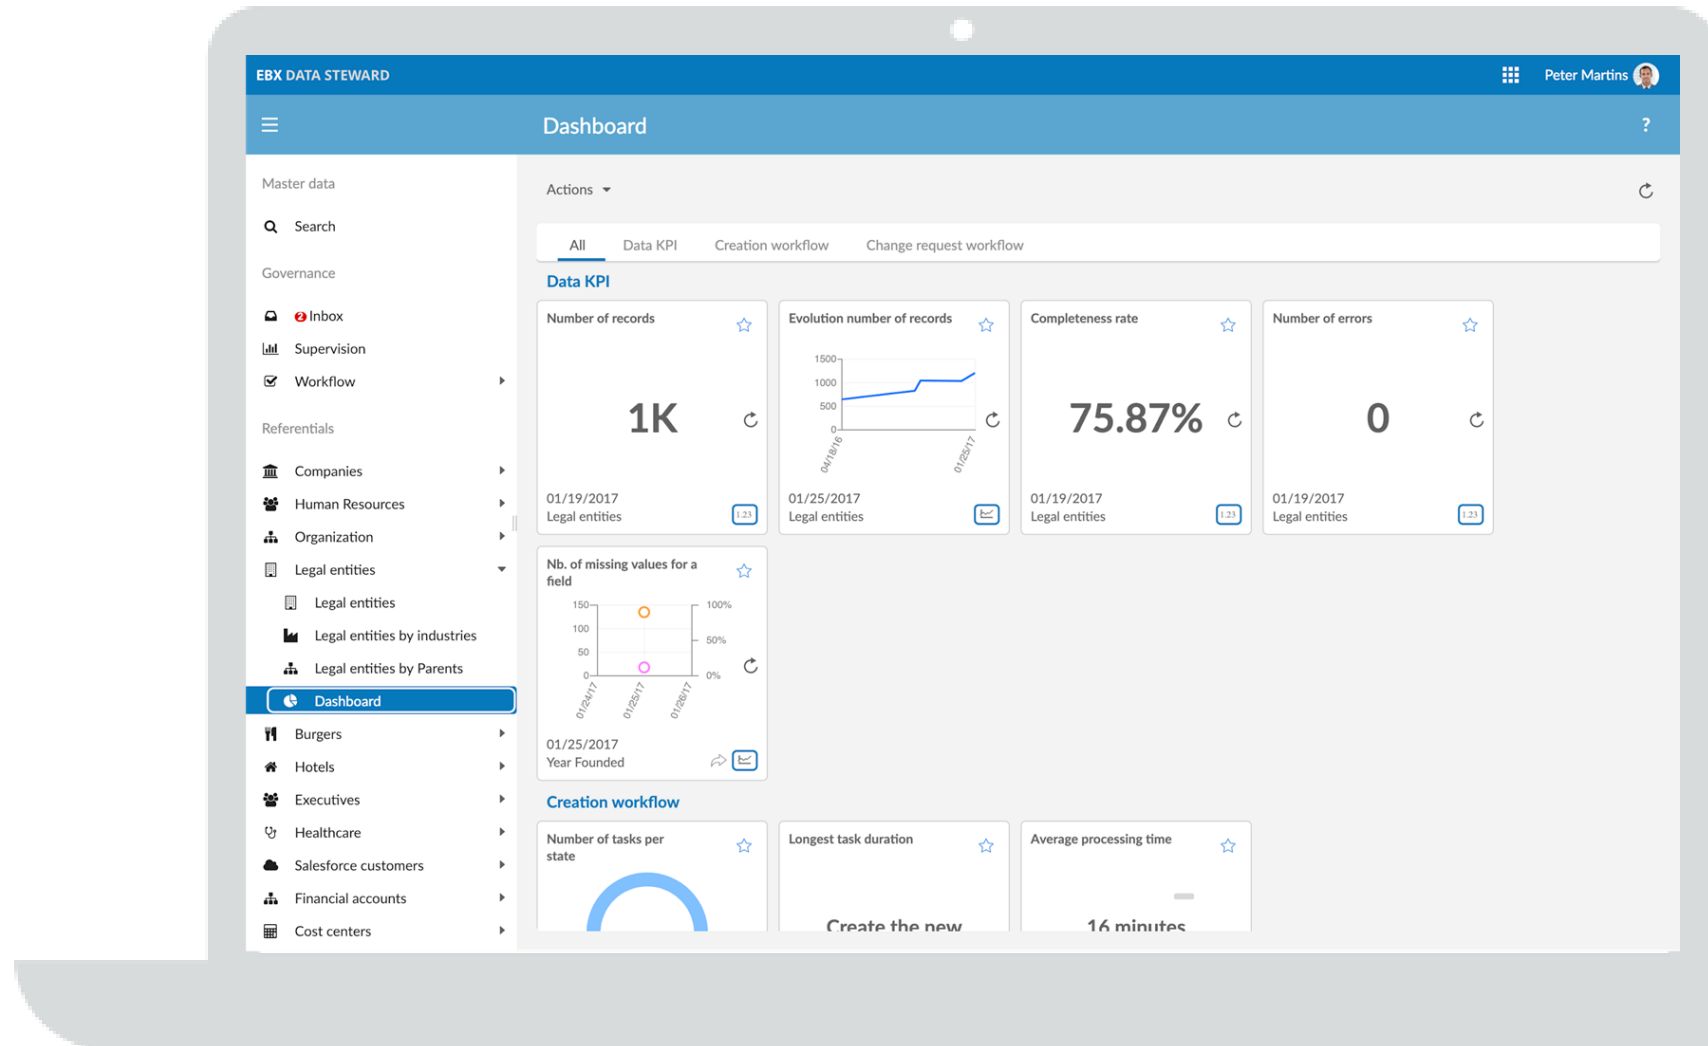 EBX DATA STEWARD
Peter Martins
Dashboard
?
Master data
Search
Governance
2 Inbox
Supervision
Workflow
Referentials
Companies
Human Resources
Organization
Legal entities
Legal entities
Legal entities by industries
Legal entities by Parents
Dashboard
Burgers
Hotels
Executives
Healthcare
Salesforce customers
Financial accounts
Cost centers
Actions
All Data KPI Creation workflow Change request workflow
Data KPI
Number of records
1K
01/19/2017
Legal entities
1.23
Evolution number of records
1500
1000
500
0
04/18/16
01/25/17
01/25/2017
Legal entities
Completeness rate
75.87%
01/19/2017
Legal entities
1.23
Number of errors
0
01/19/2017
Legal entities
1.23
Nb. of missing values for a
field
150
100
50
0
100%
50%
0%
01/24/17
01/25/17
01/26/17
01/25/2017
Year Founded
Creation workflow
Number of tasks per
state
Longest task duration
Create the new
Average processing time
16 minutes